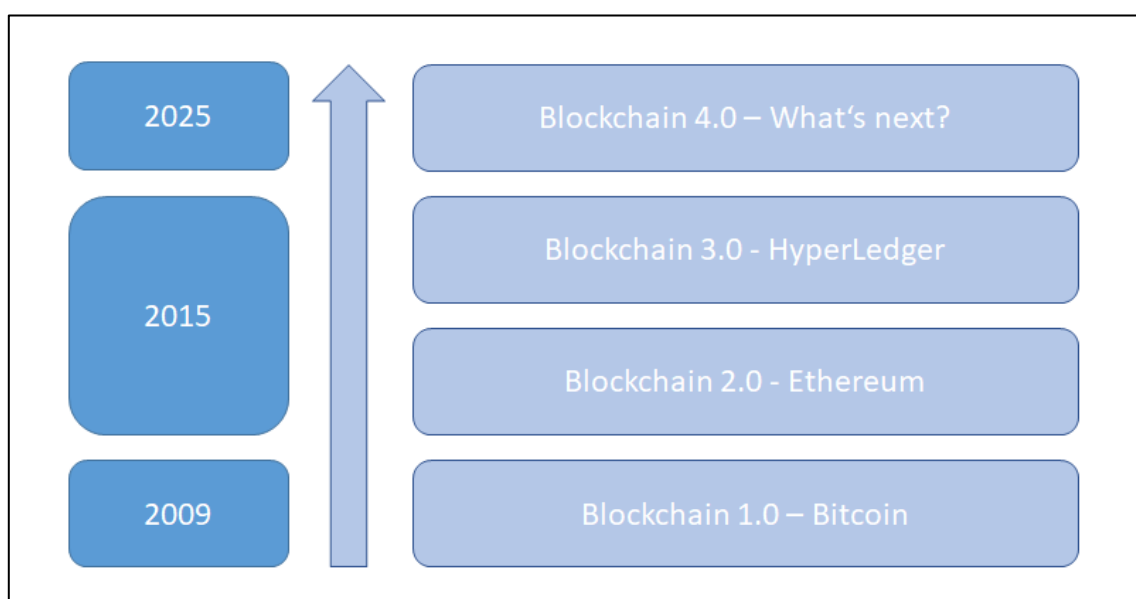 2025
Blockchain 4.0 – What‘s next?
2015
Blockchain 3.0 - HyperLedger
Blockchain 2.0 - Ethereum
2009
Blockchain 1.0 – Bitcoin